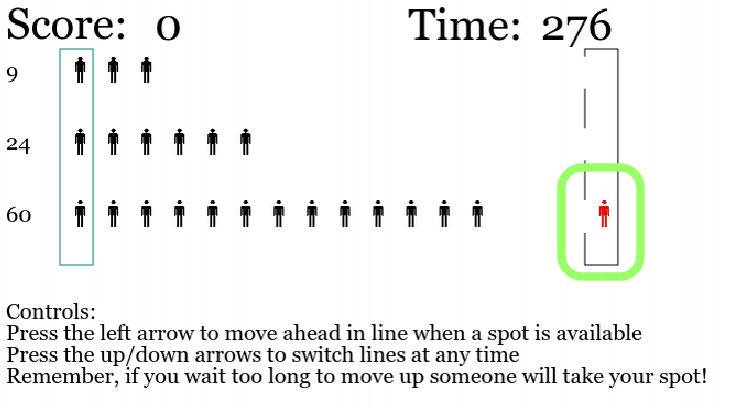 Score: 0 Time: 276
9
24
60
Controls:
Press the left arrow to move ahead in line when a spot is available
Press the up/down arrows to switch lines at any time
Remember, if you wait too long to move up someone will take your spot!